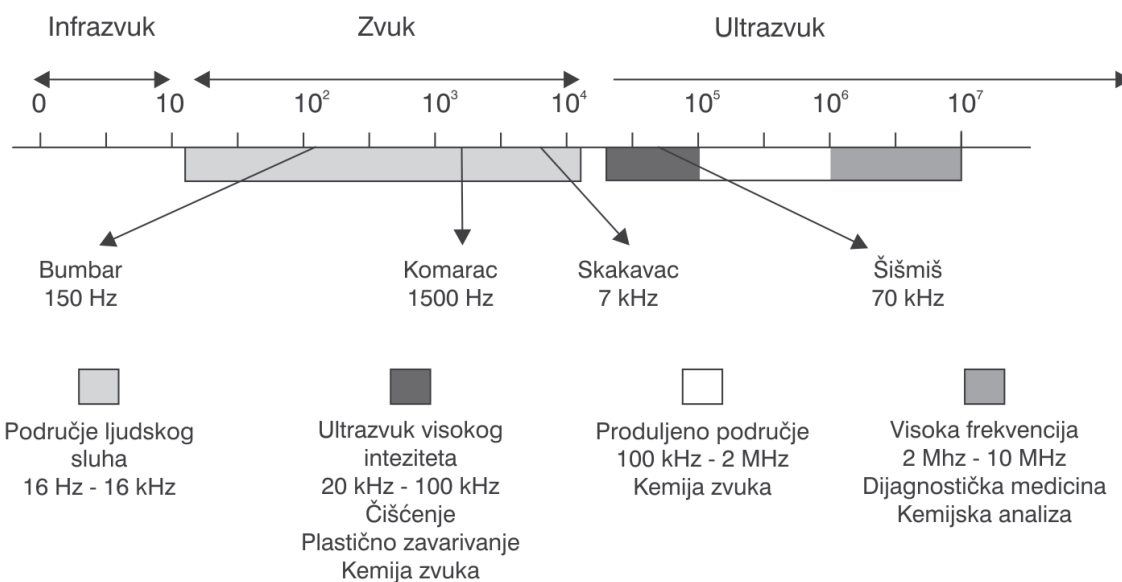 Infrazvuk Zvuk Ultrazvuk
0 10 10² 10³ 10⁴ 10⁵ 10⁶ 10⁷
Bumbar
150 Hz
Komarac
1500 Hz
Skakavac
7 kHz
Šišmiš
70 kHz
Područje ljudskog
sluha
16 Hz - 16 kHz
Ultrazvuk visokog
inteziteta
20 kHz - 100 kHz
Čišćenje
Plastično zavarivanje
Kemija zvuka
Produljeno područje
100 kHz - 2 MHz
Kemija zvuka
Visoka frekvencija
2 Mhz - 10 MHz
Dijagnostička medicina
Kemijska analiza